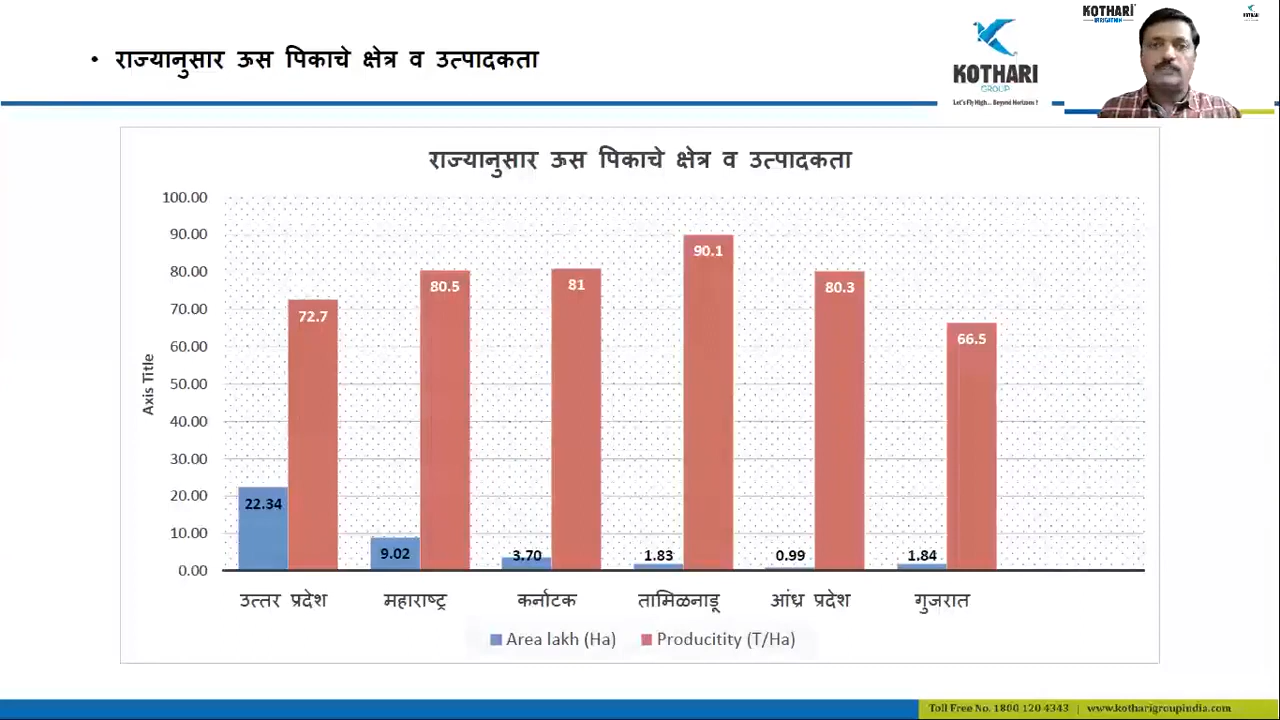 • राज्यानुसार ऊस पिकाचे क्षेत्र व उत्पादकता
KOTHARI
GROUP
Let's Fly High... Beyond Horizons !
KOTHARI
IRRIGATION
KOTHARI
राज्यानुसार ऊस पिकाचे क्षेत्र व उत्पादकता
Axis Title
100.00
90.00
80.00
70.00
60.00
50.00
40.00
30.00
20.00
10.00
0.00
22.34
72.7
9.02
80.5
3.70
81
1.83
90.1
0.99
80.3
1.84
66.5
उत्तर प्रदेश महाराष्ट्र कर्नाटक तामिळनाडू आंध्र प्रदेश गुजरात
Area lakh (Ha) Producitity (T/Ha)
Toll Free No. 1800 120 4343 | www.kotharigroupindia.com